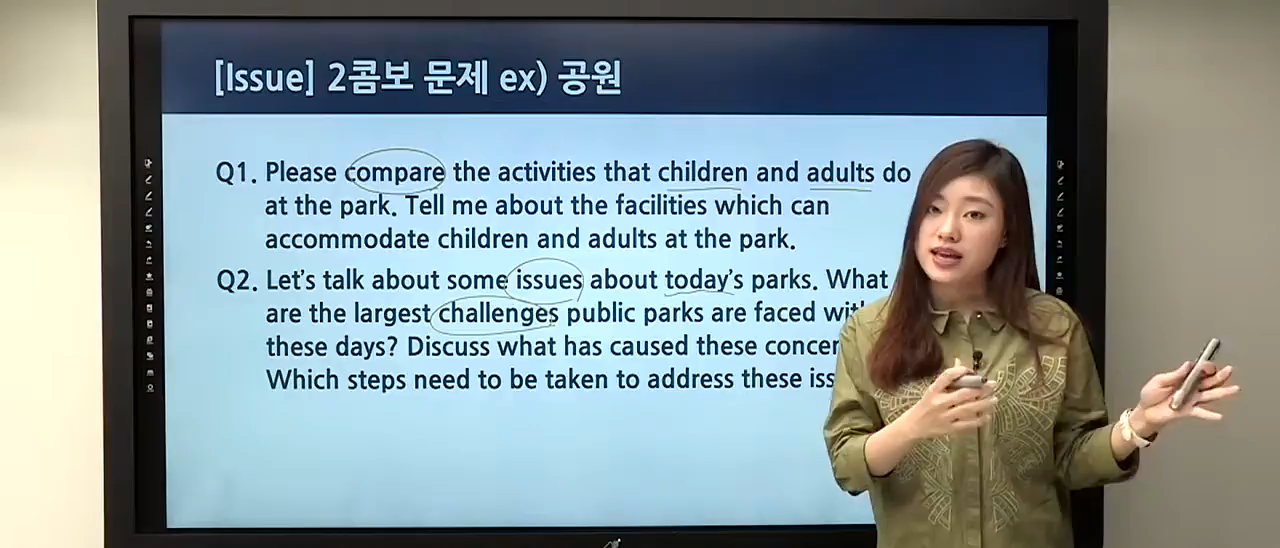 [Issue] 2콤보 문제 ex) 공원
Q1. Please compare the activities that children and adults do
at the park. Tell me about the facilities which can
accommodate children and adults at the park.
Q2. Let's talk about some issues about today's parks. What
are the largest challenges public parks are faced
these days? Discuss what has caused these
Which steps need to be taken to address these